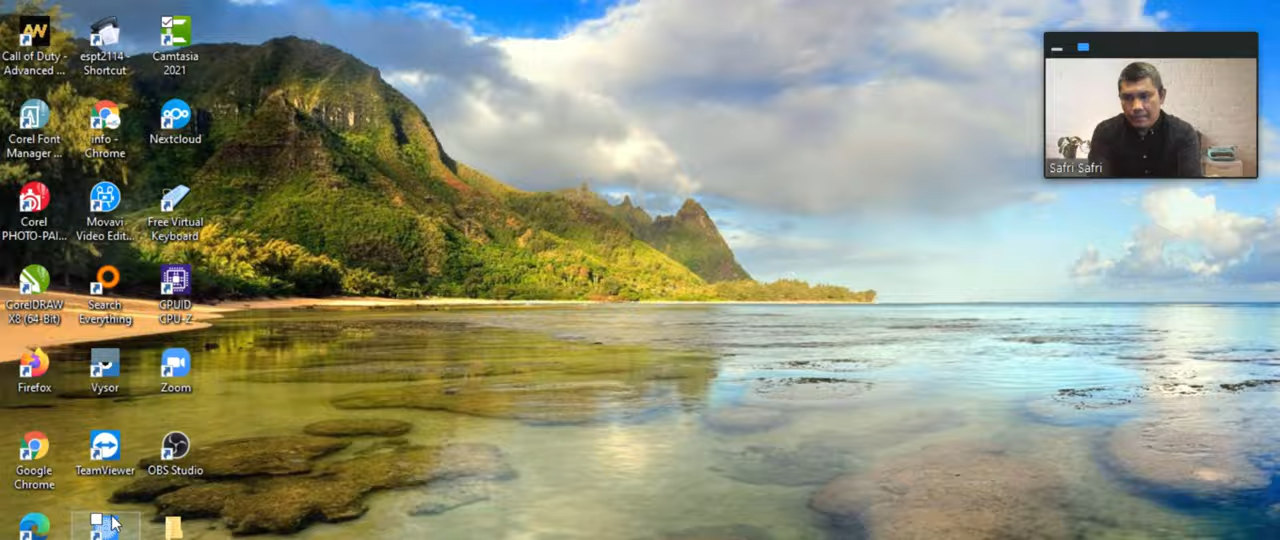 AW
Call of Duty -
Advanced ...
espt2114 -
Shortcut
Camtasia
2021
Corel Font
Manager ...
info -
Chrome
Nextcloud
Corel
PHOTO-PAI...
Movavi
Video Edit...
Free Virtual
Keyboard
CorelDRAW
X8 (64-Bit)
Search
Everything
CPUID
CPU-Z
Firefox
Vysor
Zoom
Google
Chrome
TeamViewer
OBS Studio
Safri Safri